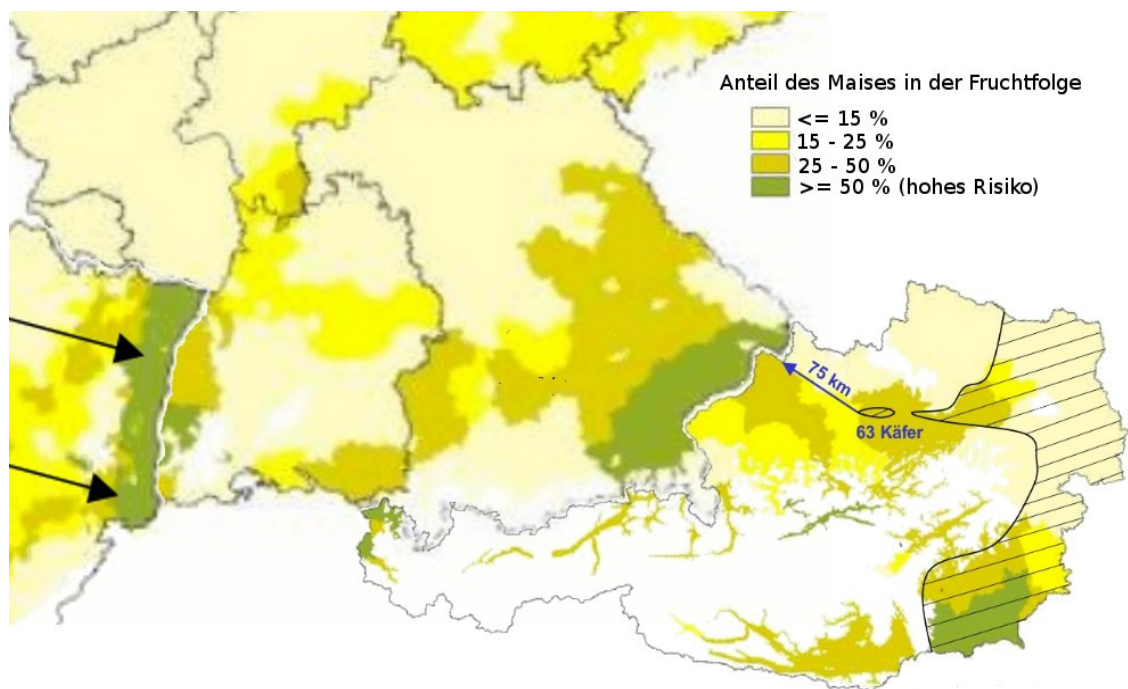 Anteil des Maises in der Fruchtfolge
<= 15 %
15 - 25 %
25 - 50 %
>= 50 % (hohes Risiko)
75 km
63 Käfer